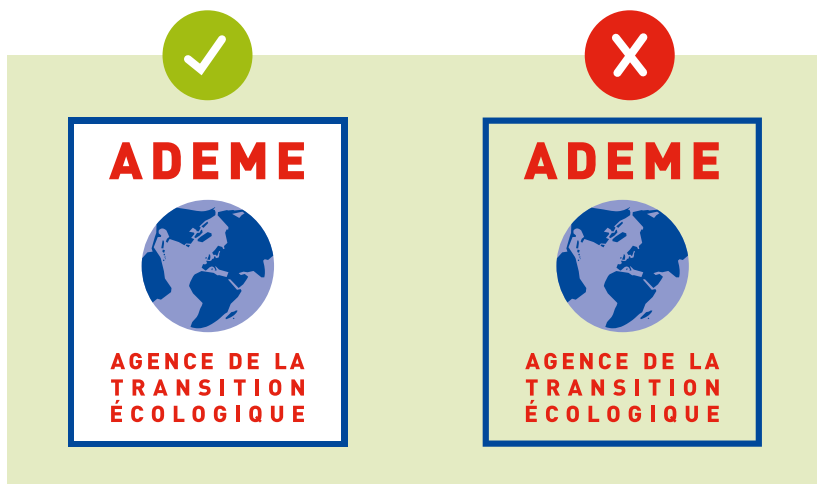 ADEME
AGENCE DE LA
TRANSITION
ÉCOLOGIQUE
ADEME
AGENCE DE LA
TRANSITION
ÉCOLOGIQUE